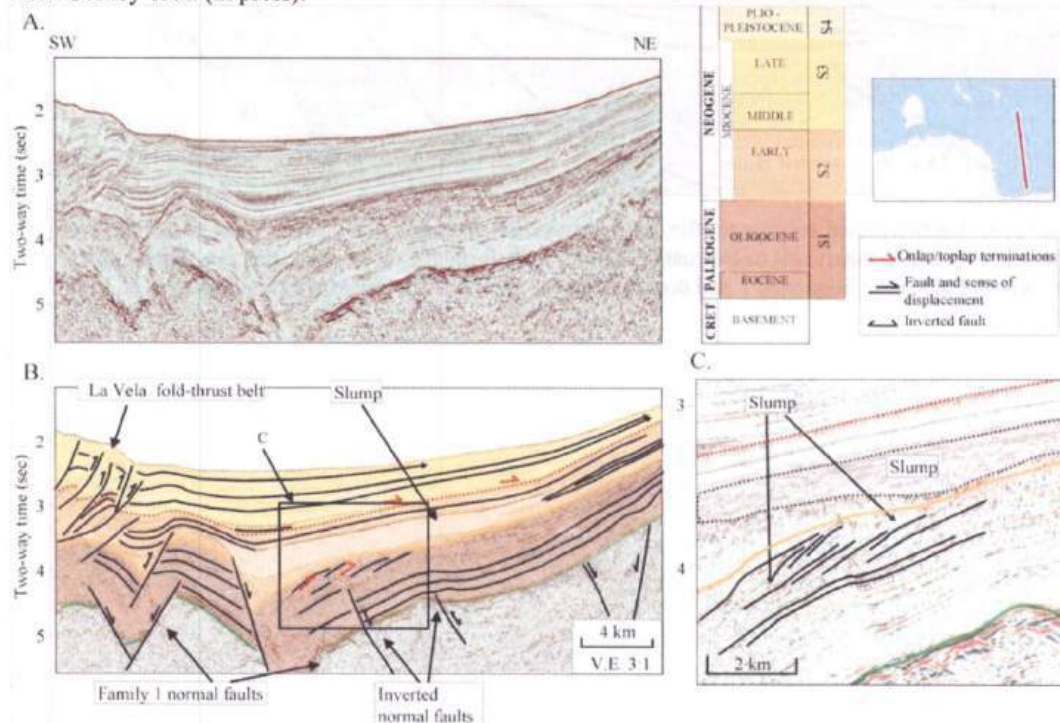 A.
SW
NE
Two-way time (sec)
2
3
4
5
CRET
PALEOGENE
NEOGENE
MIOCENE
PLIO -
PLEISTOCENE
LATE
MIDDLE
EARLY
OLIGOCENE
EOCENE
BASEMENT
S4
S3
S2
S1
Onlap/toplap terminations
Fault and sense of
displacement
Inverted fault
B.
La Vela fold-thrust belt
Slump
C
Two-way time (sec)
2
3
4
5
4 km
V.E 3:1
Family 1 normal faults
Inverted
normal faults
C.
3
4
Slump
Slump
2 km